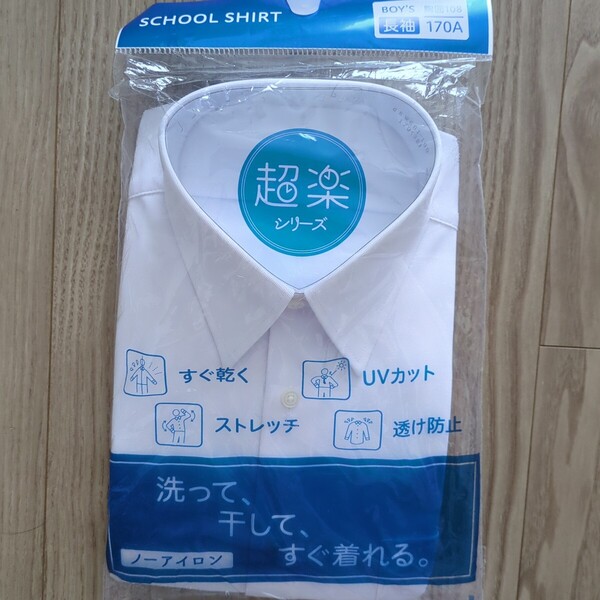 SCHOOL SHIRT
BOY'S
長袖
170A
超楽
シリーズ
すぐ乾く
UVカット
ストレッチ
透け防止
洗って、
干して、
すぐ着れる。
ノーアイロン